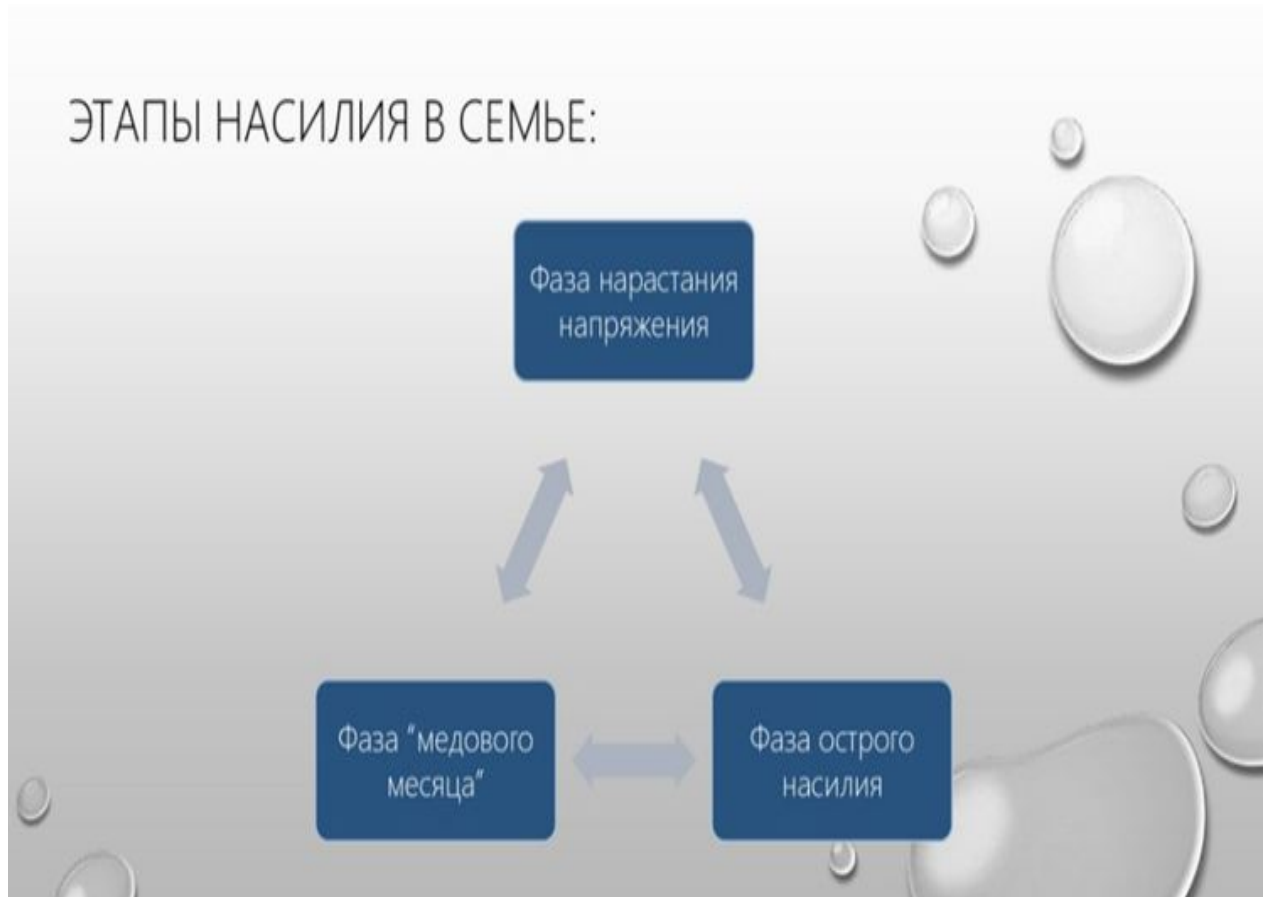 ЭТАПЫ НАСИЛИЯ В СЕМЬЕ:
Фаза нарастания
напряжения
Фаза "медового
месяца"
Фаза острого
насилия